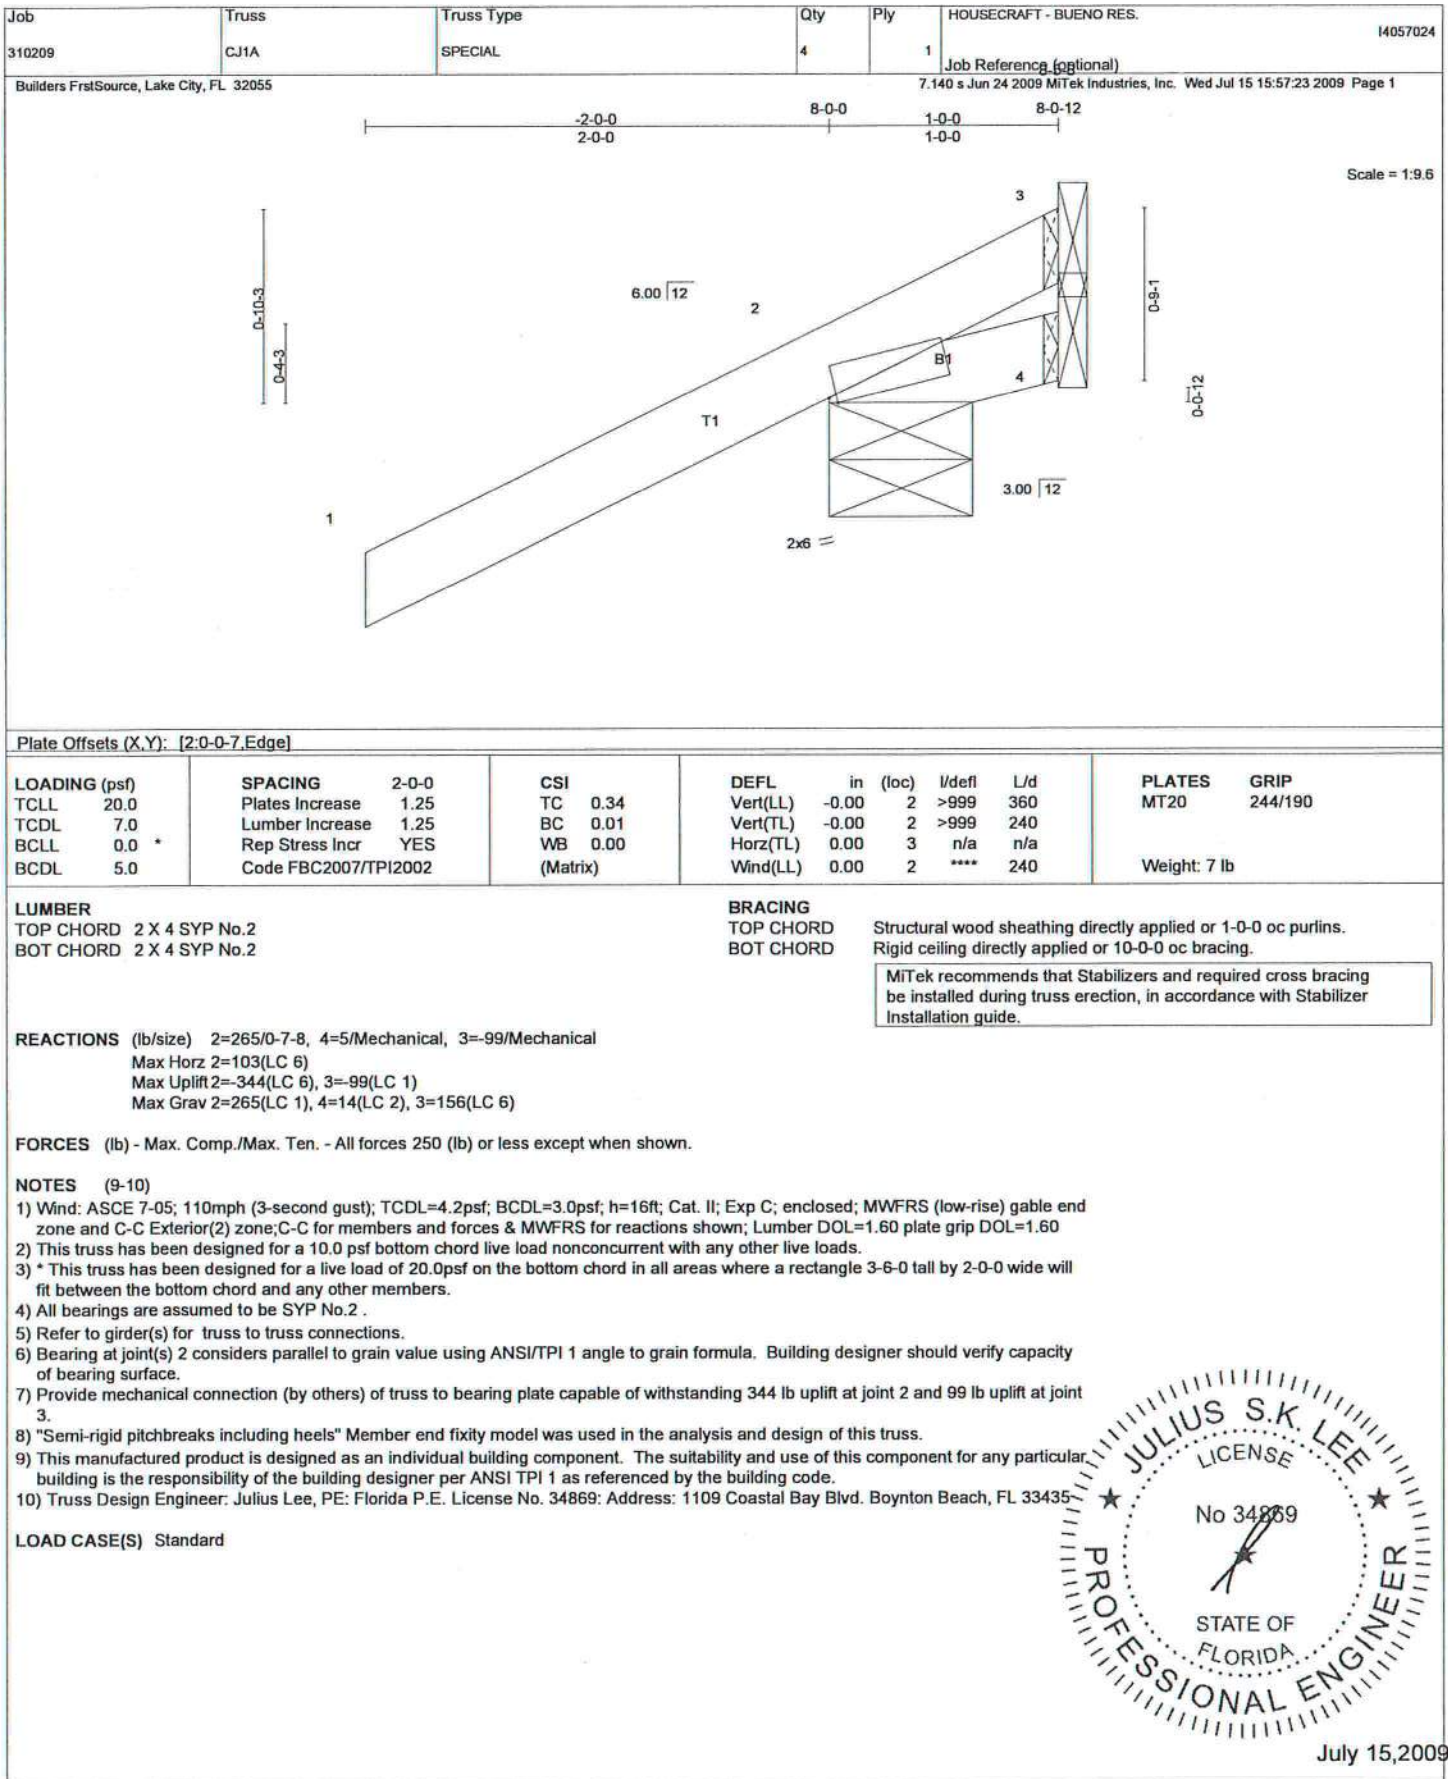 Job Truss Truss Type Qty Ply HOUSECRAFT - BUENO RES.
I4057024
310209 CJ1A SPECIAL 4 1
Job Reference (optional)
Builders FrstSource, Lake City, FL 32055 7.140 s Jun 24 2009 MiTek Industries, Inc. Wed Jul 15 15:57:23 2009 Page 1
-2-0-0 8-0-0 1-0-0 8-0-12
2-0-0 1-0-0
Scale = 1:9.6
3
6.00 12
2
0-10-3
0-4-3
0-9-1
B1
4
0-0-12
T1
3.00 12
1
2x6 =
Plate Offsets (X,Y): [2:0-0-7,Edge]
LOADING (psf) SPACING 2-0-0 CSI DEFL in (loc) l/defl L/d PLATES GRIP
TCLL 20.0 Plates Increase 1.25 TC 0.34 Vert(LL) -0.00 2 >999 360 MT20 244/190
TCDL 7.0 Lumber Increase 1.25 BC 0.01 Vert(TL) -0.00 2 >999 240
BCLL 0.0 * Rep Stress Incr YES WB 0.00 Horz(TL) 0.00 3 n/a n/a
BCDL 5.0 Code FBC2007/TPI2002 (Matrix) Wind(LL) 0.00 2 **** 240 Weight: 7 lb
LUMBER BRACING
TOP CHORD 2 X 4 SYP No.2 TOP CHORD Structural wood sheathing directly applied or 1-0-0 oc purlins.
BOT CHORD 2 X 4 SYP No.2 BOT CHORD Rigid ceiling directly applied or 10-0-0 oc bracing.
MiTek recommends that Stabilizers and required cross bracing
be installed during truss erection, in accordance with Stabilizer
Installation guide.
REACTIONS (lb/size) 2=265/0-7-8, 4=5/Mechanical, 3=-99/Mechanical
Max Horz 2=103(LC 6)
Max Uplift 2=-344(LC 6), 3=-99(LC 1)
Max Grav 2=265(LC 1), 4=14(LC 2), 3=156(LC 6)
FORCES (lb) - Max. Comp./Max. Ten. - All forces 250 (lb) or less except when shown.
NOTES (9-10)
1) Wind: ASCE 7-05; 110mph (3-second gust); TCDL=4.2psf; BCDL=3.0psf; h=16ft; Cat. II; Exp C; enclosed; MWFRS (low-rise) gable end
zone and C-C Exterior(2) zone;C-C for members and forces & MWFRS for reactions shown; Lumber DOL=1.60 plate grip DOL=1.60
2) This truss has been designed for a 10.0 psf bottom chord live load nonconcurrent with any other live loads.
3) * This truss has been designed for a live load of 20.0psf on the bottom chord in all areas where a rectangle 3-6-0 tall by 2-0-0 wide will
fit between the bottom chord and any other members.
4) All bearings are assumed to be SYP No.2 .
5) Refer to girder(s) for truss to truss connections.
6) Bearing at joint(s) 2 considers parallel to grain value using ANSI/TPI 1 angle to grain formula. Building designer should verify capacity
of bearing surface.
7) Provide mechanical connection (by others) of truss to bearing plate capable of withstanding 344 lb uplift at joint 2 and 99 lb uplift at joint
3.
8) "Semi-rigid pitchbreaks including heels" Member end fixity model was used in the analysis and design of this truss.
9) This manufactured product is designed as an individual building component. The suitability and use of this component for any particular
building is the responsibility of the building designer per ANSI TPI 1 as referenced by the building code.
10) Truss Design Engineer: Julius Lee, PE: Florida P.E. License No. 34869: Address: 1109 Coastal Bay Blvd. Boynton Beach, FL 33435
LOAD CASE(S) Standard
JULIUS S.K. LEE
LICENSE
No 34869
STATE OF
FLORIDA
PROFESSIONAL ENGINEER
July 15,2009